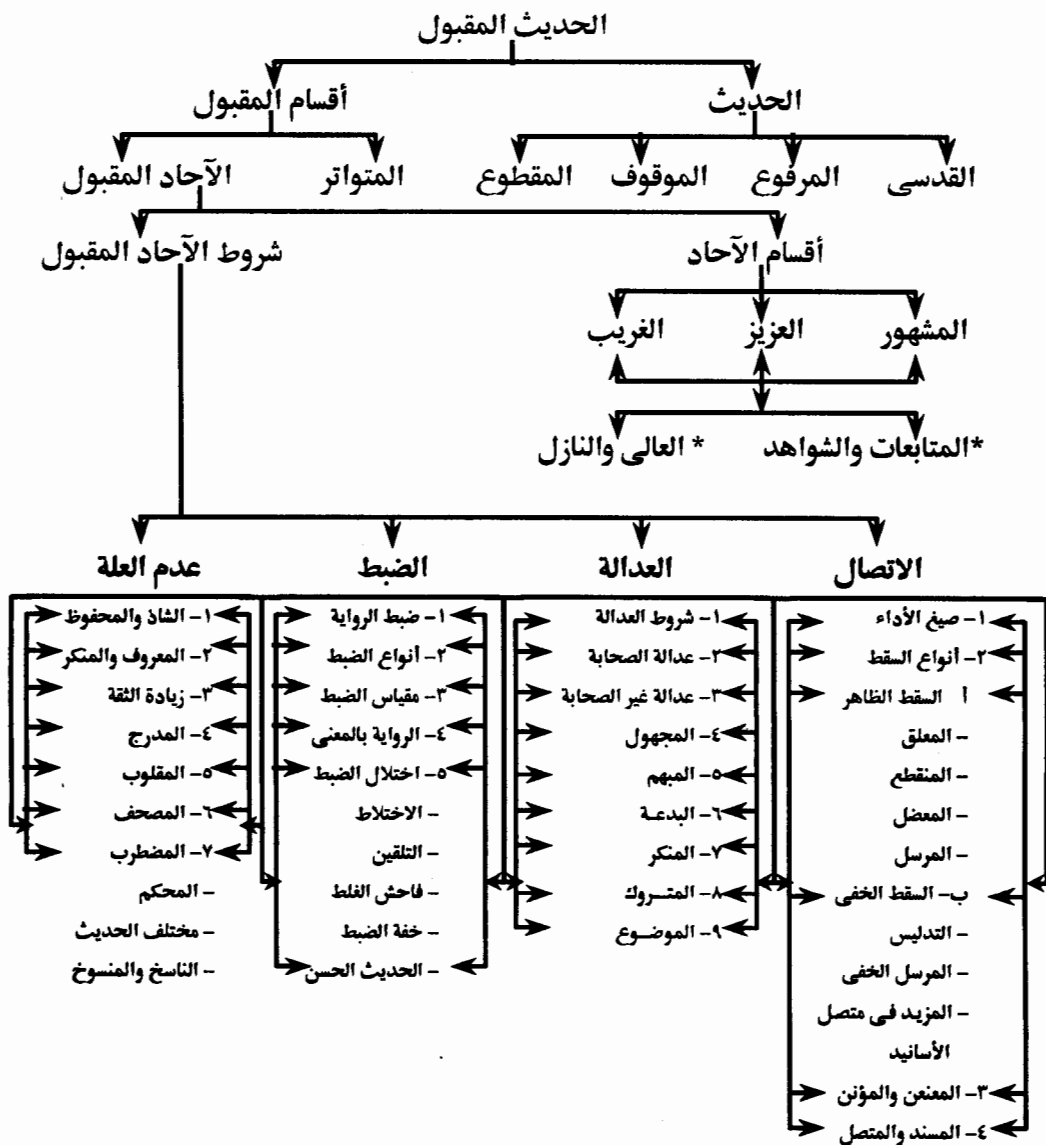 الحديث المقبول
الحديث
أقسام المقبول
القدسى
المرفوع
الموقوف
المقطوع
المتواتر
الآحاد المقبول
أقسام الآحاد
شروط الآحاد المقبول
المشهور
العزيز
الغريب
*المتابعات والشواهد
* العالى والنازل
الاتصال
١- صيغ الأداء
٢- أنواع السقط
أ السقط الظاهر
- المعلق
- المنقطع
- المعضل
- المرسل
ب- السقط الخفى
- التدليس
- المرسل الخفى
- المزيد فى متصل
الأسانيد
٣- المعنعن والمؤنن
٤- المسند والمتصل
العدالة
١- شروط العدالة
٢- عدالة الصحابة
٣- عدالة غير الصحابة
٤- المجهول
٥- المبهم
٦- البدعـة
٧- المنكر
٨- المتـــروك
٩- الموضــوع
الضبط
١- ضبط الرواية
٢- أنواع الضبط
٣- مقياس الضبط
٤- الرواية بالمعنى
٥- اختلال الضبط
- الاختلاط
- التلقين
- فاحش الغلط
- خفة الضبط
- الحديث الحسن
عدم العلة
١- الشاذ والمحفوظ
٢- المعروف والمنكر
٣- زيادة الثقة
٤- المدرج
٥- المقلوب
٦- المصحف
٧- المضطرب
- المحكم
- مختلف الحديث
- الناسخ والمنسوخ